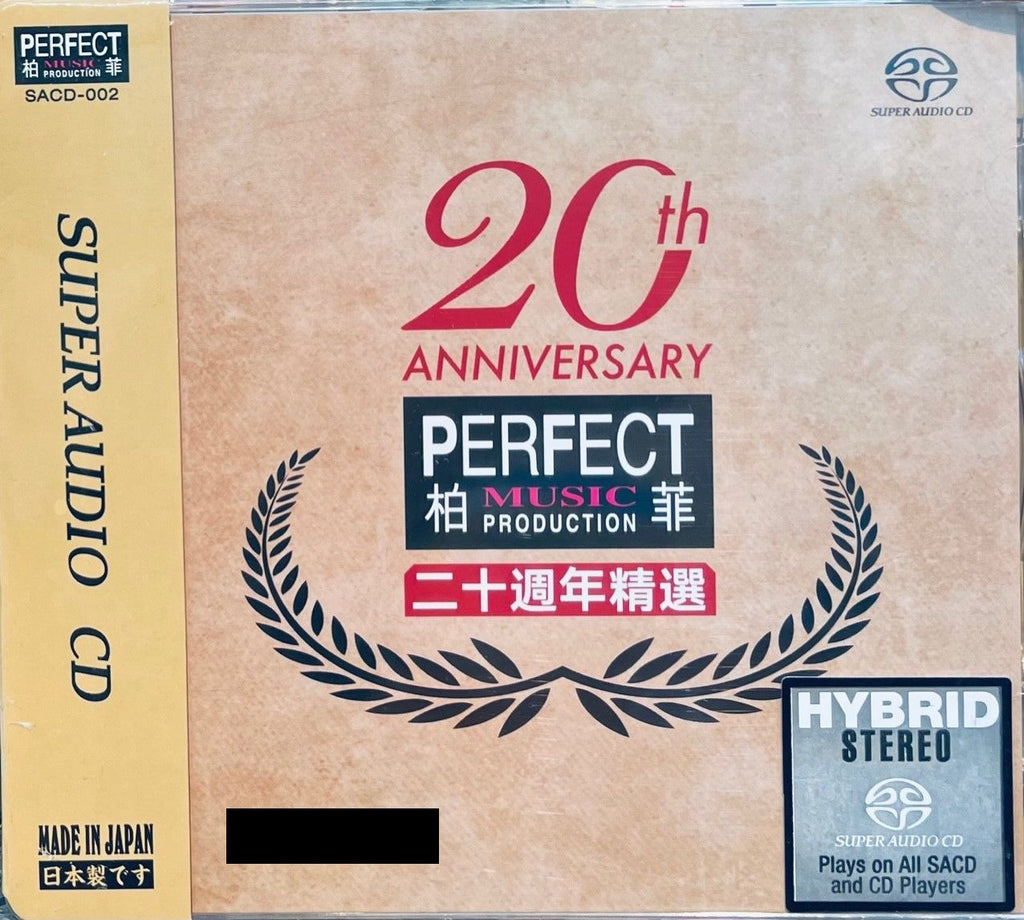 PERFECT
柏 MUSIC PRODUCTION 菲
SACD-002
SUPER AUDIO CD
MADE IN JAPAN
日本製です
SUPER AUDIO CD
20th
ANNIVERSARY
PERFECT
柏 MUSIC PRODUCTION 菲
二十週年精選
HYBRID
STEREO
SUPER AUDIO CD
Plays on All SACD
and CD Players